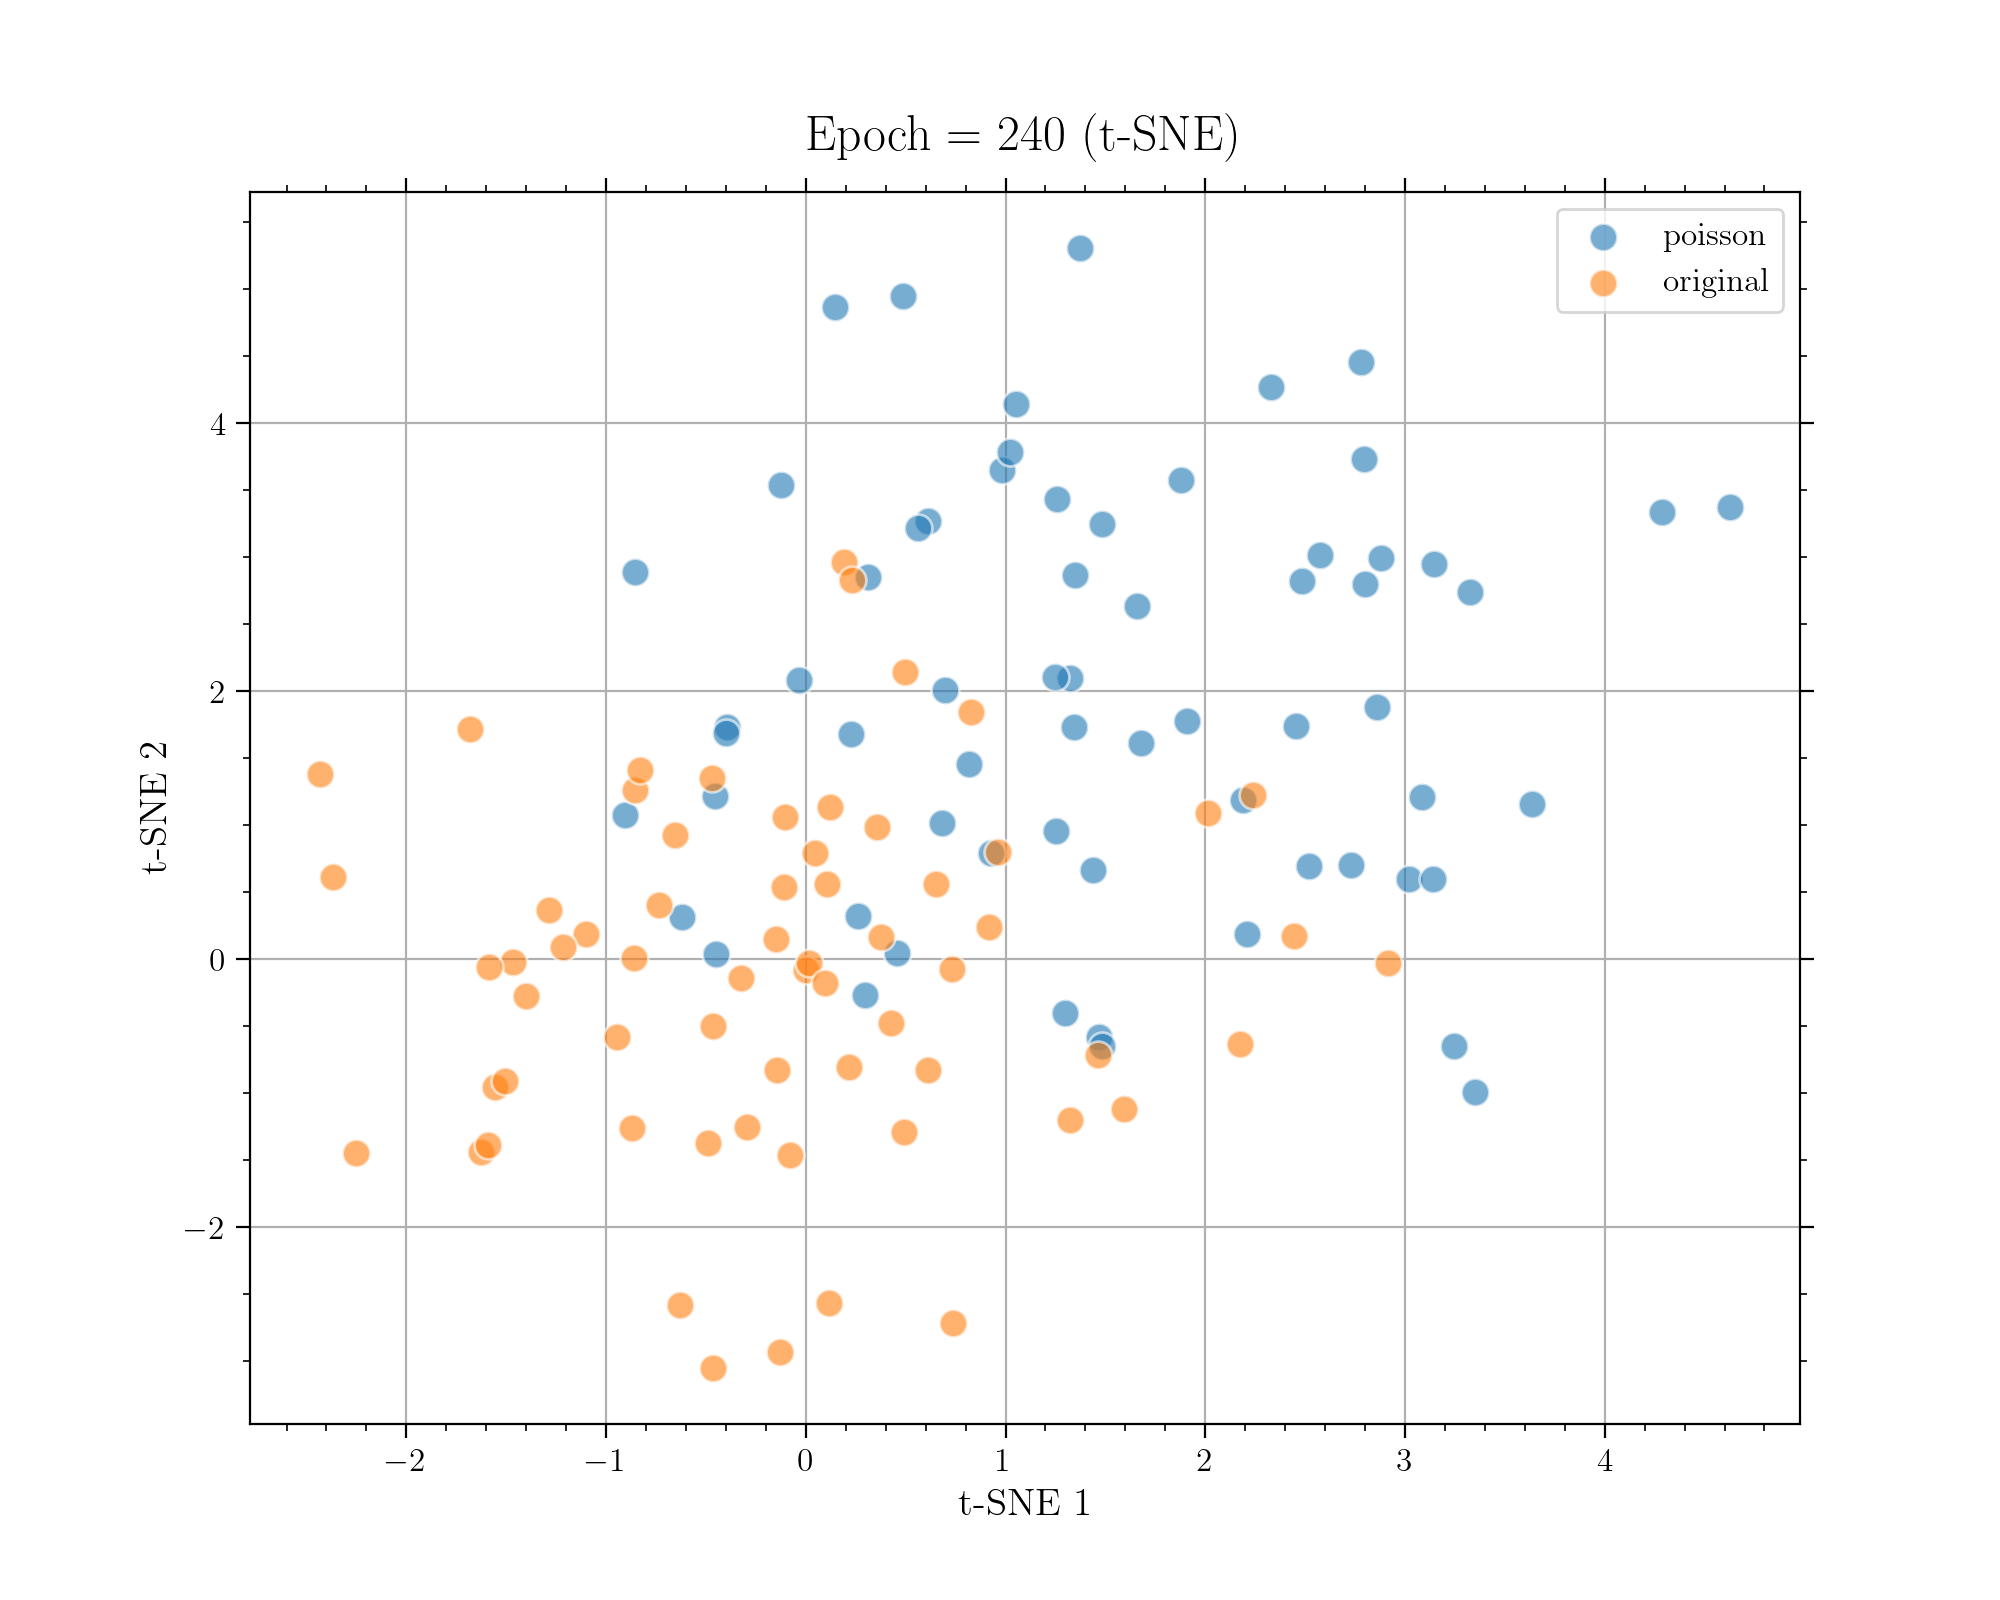 Epoch = 240 (t-SNE)
poisson
original
4
2
0
−2
t-SNE 2
−2
−1
0
1
2
3
4
t-SNE 1